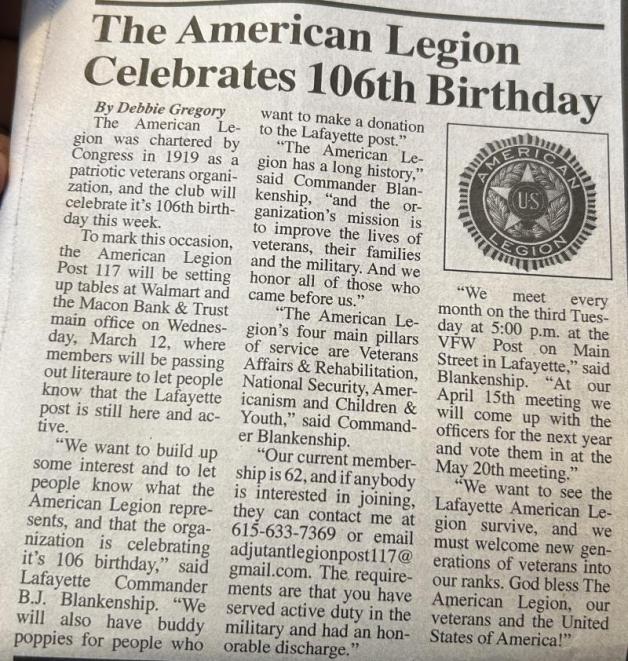 The American Legion
Celebrates 106th Birthday
By Debbie Gregory
The American Le-
gion was chartered by
Congress in 1919 as a
patriotic veterans organi-
zation, and the club will
celebrate it's 106th birth-
day this week.
To mark this occasion,
the American Legion
Post 117 will be setting
up tables at Walmart and
the Macon Bank & Trust
main office on Wednes-
day, March 12, where
members will be passing
out literaure to let people
know that the Lafayette
post is still here and ac-
tive.
"We want to build up
some interest and to let
people know what the
American Legion repre-
sents, and that the orga-
nization is celebrating
it's 106 birthday," said
Lafayette Commander
B.J. Blankenship. "We
will also have buddy
poppies for people who
want to make a donation
to the Lafayette post."
"The American Le-
gion has a long history,"
said Commander Blan-
kenship, "and the or-
ganization's mission is
to improve the lives of
veterans, their families
and the military. And we
honor all of those who
came before us."
"The American Le-
gion's four main pillars
of service are Veterans
Affairs & Rehabilitation,
National Security, Amer-
icanism and Children &
Youth," said Command-
er Blankenship.
"Our current member-
ship is 62, and if anybody
is interested in joining,
they can contact me at
615-633-7369 or email
adjutantlegionpost117@
gmail.com. The require-
ments are that you have
served active duty in the
military and had an hon-
orable discharge."
AMERICAN
US
LEGION
"We meet every
month on the third Tues-
day at 5:00 p.m. at the
VFW Post on Main
Street in Lafayette," said
Blankenship. "At our
April 15th meeting we
will come up with the
officers for the next year
and vote them in at the
May 20th meeting."
"We want to see the
Lafayette American Le-
gion survive, and we
must welcome new gen-
erations of veterans into
our ranks. God bless The
American Legion, our
veterans and the United
States of America!"